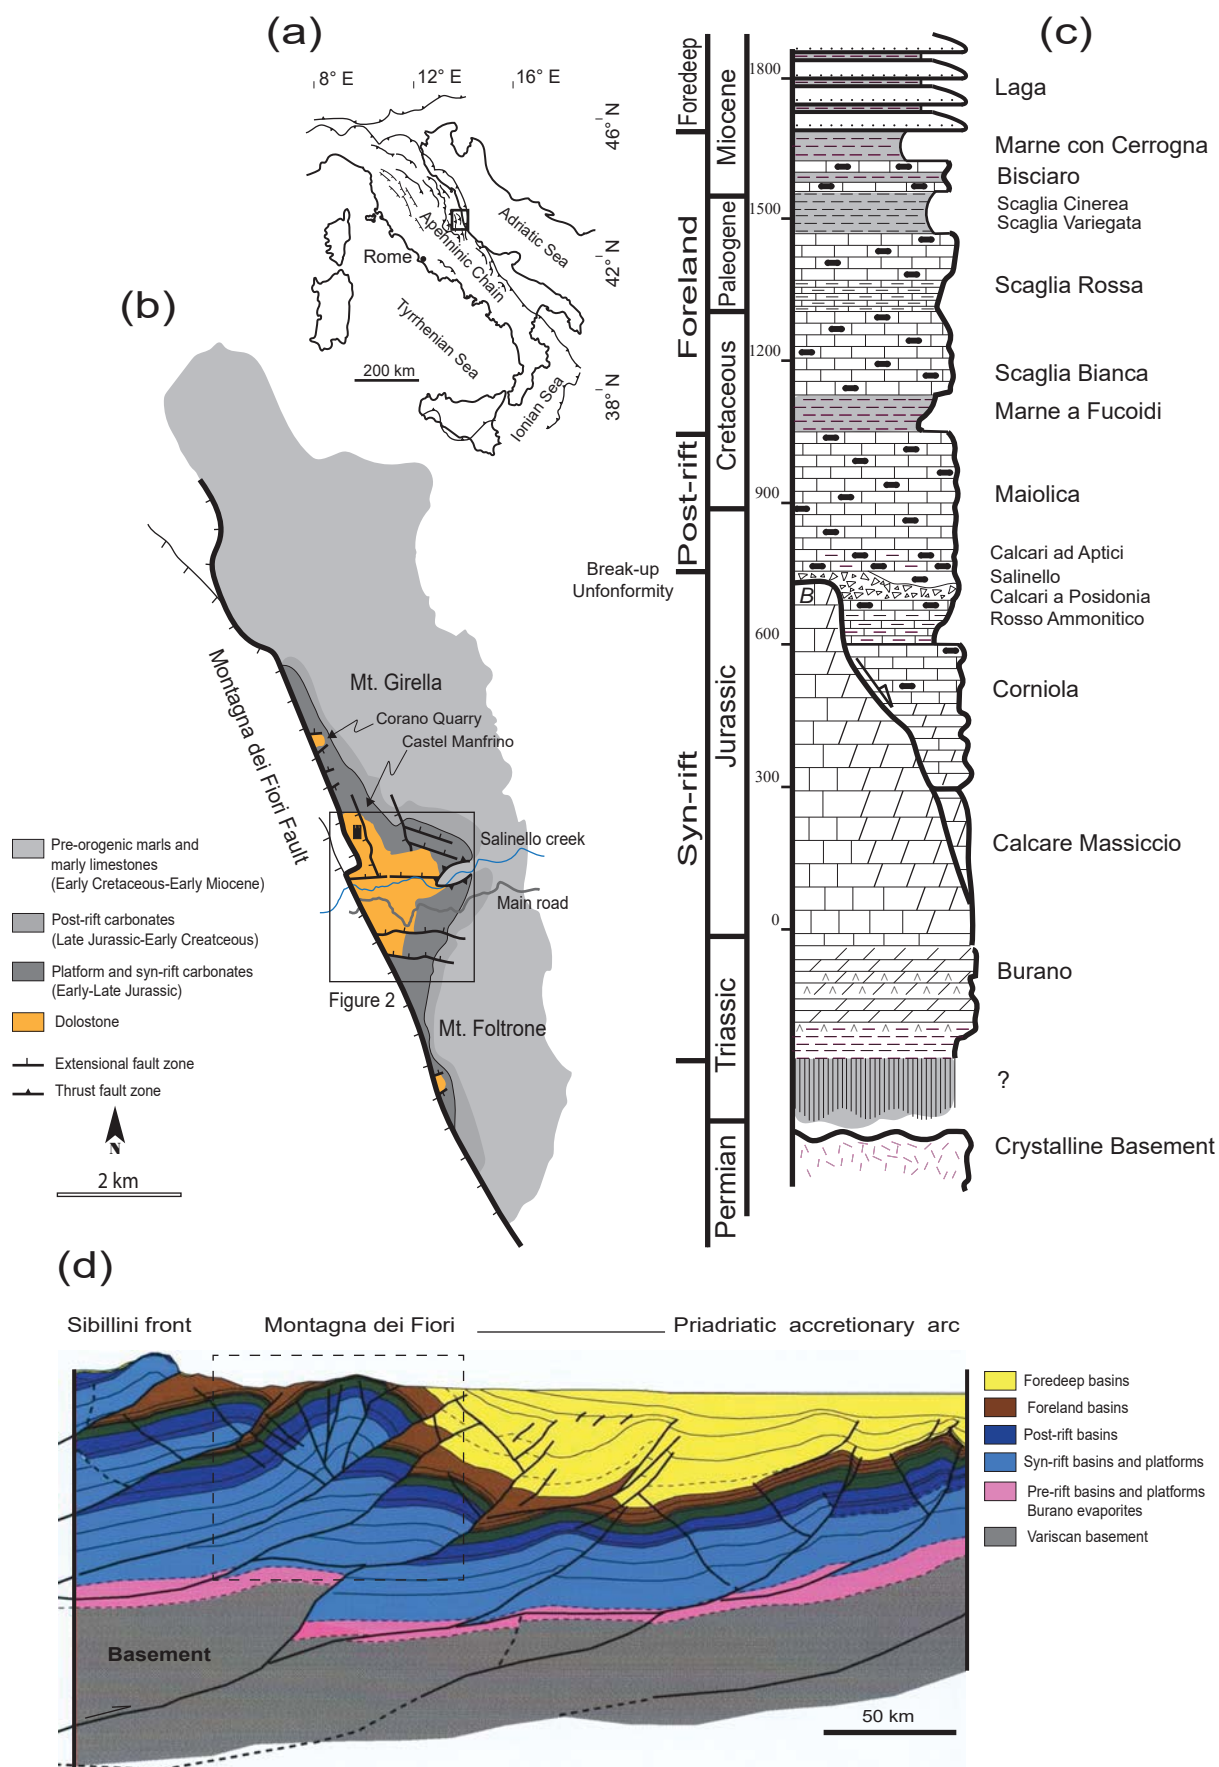 (a)
8° E
12° E
16° E
46° N
42° N
38° N
Adriatic Sea
Apenninic Chain
Rome
Tyrrhenian Sea
Ionian Sea
200 km
(b)
Montagna dei Fiori Fault
Mt. Girella
Corano Quarry
Castel Manfrino
Salinello creek
Main road
Figure 2
Mt. Foltrone
Pre-orogenic marls and
marly limestones
(Early Cretaceous-Early Miocene)
Post-rift carbonates
(Late Jurassic-Early Creatceous)
Platform and syn-rift carbonates
(Early-Late Jurassic)
Dolostone
Extensional fault zone
Thrust fault zone
N
2 km
(c)
Foredeep
Foreland
Post-rift
Break-up
Unfonformity
Syn-rift
Miocene
Paleogene
Cretaceous
Jurassic
Triassic
Permian
1800
1500
1200
900
600
300
0
B
Laga
Marne con Cerrogna
Bisciaro
Scaglia Cinerea
Scaglia Variegata
Scaglia Rossa
Scaglia Bianca
Marne a Fucoidi
Maiolica
Calcari ad Aptici
Salinello
Calcari a Posidonia
Rosso Ammonitico
Corniola
Calcare Massiccio
Burano
?
Crystalline Basement
(d)
Sibillini front
Montagna dei Fiori
Priadriatic accretionary arc
Basement
50 km
Foredeep basins
Foreland basins
Post-rift basins
Syn-rift basins and platforms
Pre-rift basins and platforms
Burano evaporites
Variscan basement